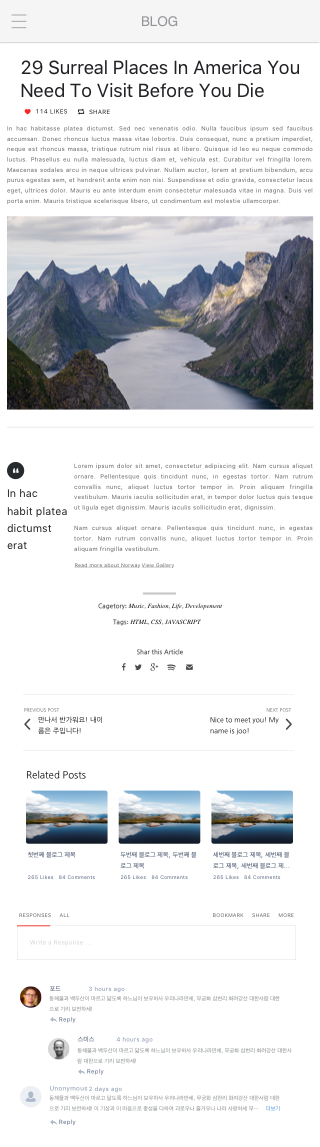 BLOG
29 Surreal Places In America You
Need To Visit Before You Die
114 LIKES SHARE
In hac habitasse platea dictumst. Sed nec venenatis odio. Nulla faucibus ipsum sed faucibus
accumsan. Donec rhoncus luctus massa vitae lobortis. Duis consequat, nunc a pretium imperdiet,
neque est rhoncus massa, tristique rutrum nisl risus at libero. Quisque id leo eu neque commodo
luctus. Phasellus eu nulla malesuada, luctus diam et, vehicula est. Curabitur vel fringilla lorem.
Maecenas sodales arcu in neque ultrices pulvinar. Nullam auctor, lorem at pretium bibendum, arcu
purus egestas sem, et hendrerit ante enim non nisi. Suspendisse et odio gravida, consectetur lacus
eget, ultrices dolor. Mauris eu ante interdum enim consectetur malesuada vitae in magna. Duis vel
porta enim. Mauris tristique scelerisque libero, ut condimentum est molestie ullamcorper.
In hac
habit platea
dictumst
erat
Lorem ipsum dolor sit amet, consectetur adipiscing elit. Nam cursus aliquet
ornare. Pellentesque quis tincidunt nunc, in egestas tortor. Nam rutrum
convallis nunc, aliquet luctus tortor tempor in. Proin aliquam fringilla
vestibulum. Mauris iaculis sollicitudin erat, in tempor dolor luctus quis tesque
ut ligula eget dignissim. Mauris iaculis sollicitudin erat, dignissim.
Nam cursus aliquet ornare. Pellentesque quis tincidunt nunc, in egestas
tortor. Nam rutrum convallis nunc, aliquet luctus tortor tempor in. Proin
aliquam fringilla vestibulum.
Read more about Norway View Gallery
Cagetory: Music, Fashion, Life, Developement
Tags: HTML, CSS, JAVASCRIPT
Shar this Article
PREVIOUS POST
만나서 반가워요! 내이
름은 주입니다!
NEXT POST
Nice to meet you! My
name is joo!
Related Posts
첫번째 블로그 제목
265 Likes 84 Comments
두번째 블로그 제목, 두번째 블
로그 제목
265 Likes 84 Comments
세번째 블로그 제목, 세번째 블
로그 제목, 세번째 블로그 제...
265 Likes 84 Comments
RESPONSES ALL BOOKMARK SHARE MORE
Write a Response...
포드 3 hours ago
동해물과 백두산이 마르고 닳도록 하느님이 보우하사 우리나라만세, 무궁화 삼천리 화려강산 대한사람 대한
으로 기리 보전하세!
Reply
스미스 4 hours ago
동해물과 백두산이 마르고 닳도록 하느님이 보우하사 우리나라만세, 무궁화 삼천리 화려강산 대한사람 대한
으로 기리 보전하세!
Reply
Unonymous 2 days ago
동해물과 백두산이 마르고 닳도록 하느님이 보우하사 우리나라만세, 무궁화 삼천리 화려강산 대한사람 대한
으로 기리 보전하세! 이 기상과 이 마음으로 충성을 다하여 괴로우나 즐거우나 나라 사랑하세 무... 더보기
Reply